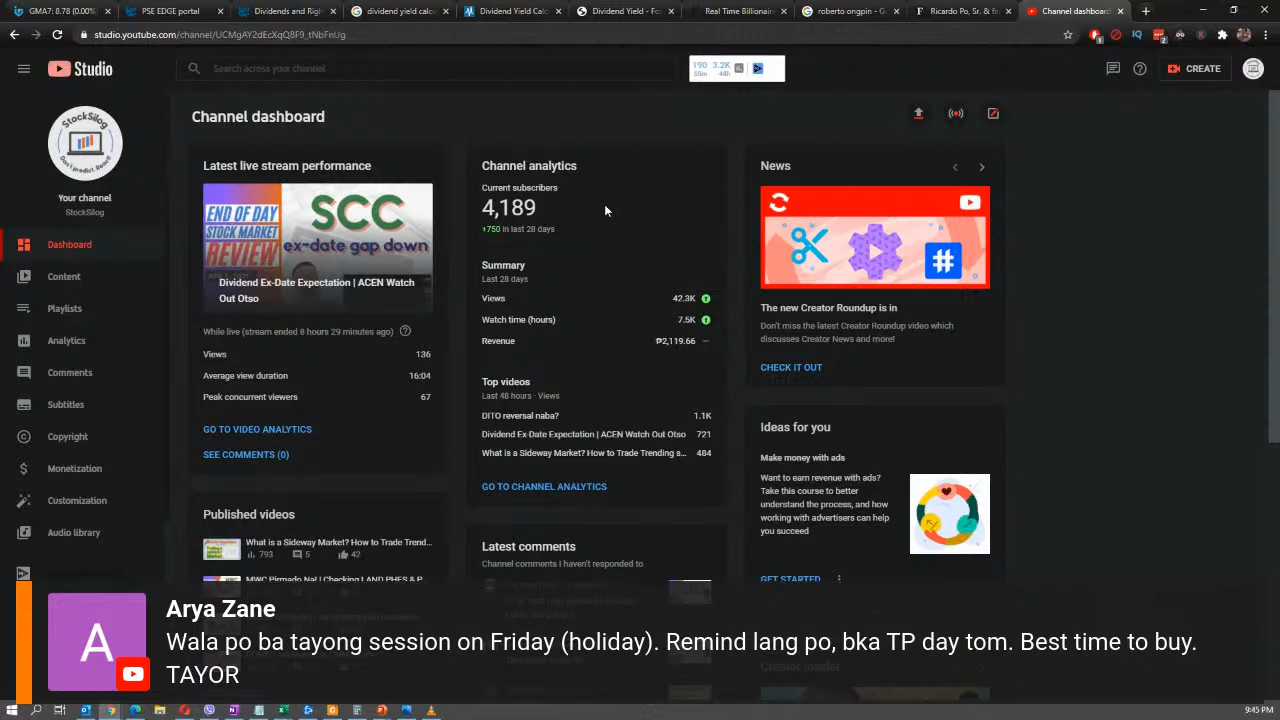 GMA7: 8.78 (0.00%
PSE EDGE portal
Dividends and Righ
dividend yield calc
Dividend Yield Calc
Dividend Yield - Fo
Real Time Billionaire
roberto ongpin - G
Ricardo Po, Sr. & fa
Channel dashboard
studio.youtube.com/channel/UCMgAY2dEcXqQ8F9_tNbFnUg
Studio
Search across your channel
190 3.2K
60m 48h
CREATE
StockSilog
Don't predict. React!
Your channel
StockSilog
Dashboard
Content
Playlists
Analytics
Comments
Subtitles
Copyright
Monetization
Customization
Audio library
Channel dashboard
Latest live stream performance
END OF DAY
STOCK MARKET
REVIEW
SCC
ex-date gap down
Dividend Ex-Date Expectation | ACEN Watch
Out Otso
While live (stream ended 8 hours 29 minutes ago)
Views 136
Average view duration 16:04
Peak concurrent viewers 67
GO TO VIDEO ANALYTICS
SEE COMMENTS (0)
Published videos
What is a Sideway Market? How to Trade Trend...
793 5 42
Channel analytics
Current subscribers
4,189
+750 in last 28 days
Summary
Last 28 days
Views 42.3K
Watch time (hours) 7.5K
Revenue ₱2,119.66 —
Top videos
Last 48 hours · Views
DITO reversal naba? 1.1K
Dividend Ex-Date Expectation | ACEN Watch Out Otso 721
What is a Sideway Market? How to Trade Trending s... 484
GO TO CHANNEL ANALYTICS
Latest comments
Channel comments I haven't responded to
News
The new Creator Roundup is in
Don't miss the latest Creator Roundup video which
discusses Creator News and more!
CHECK IT OUT
Ideas for you
Make money with ads
Want to earn revenue with ads?
Take this course to better
understand the process, and how
working with advertisers can help
you succeed
GET STARTED
Creator Insider
A
Arya Zane
Wala po ba tayong session on Friday (holiday). Remind lang po, bka TP day tom. Best time to buy.
TAYOR
9:45 PM